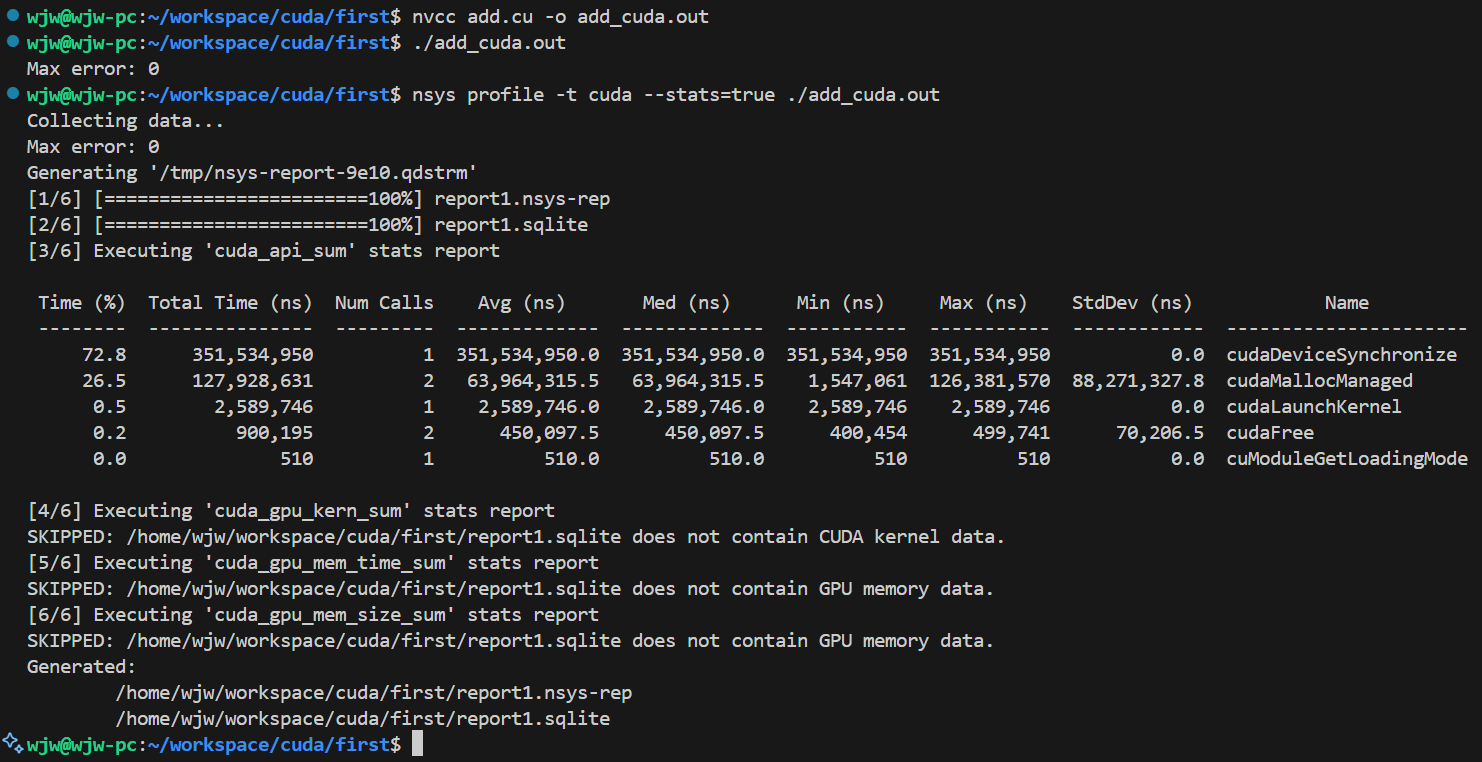 wjw@wjw-pc:~/workspace/cuda/first$ nvcc add.cu -o add_cuda.out
wjw@wjw-pc:~/workspace/cuda/first$ ./add_cuda.out
Max error: 0
wjw@wjw-pc:~/workspace/cuda/first$ nsys profile -t cuda --stats=true ./add_cuda.out
Collecting data...
Max error: 0
Generating '/tmp/nsys-report-9e10.qdstrm'
[1/6] [========================100%] report1.nsys-rep
[2/6] [========================100%] report1.sqlite
[3/6] Executing 'cuda_api_sum' stats report
Time (%)  Total Time (ns)  Num Calls  Avg (ns)  Med (ns)  Min (ns)  Max (ns)  StdDev (ns)  Name
--------  ---------------  ---------  -------------  -------------  -----------  -----------  ------------  ----------------------
72.8  351,534,950  1  351,534,950.0  351,534,950.0  351,534,950  351,534,950  0.0  cudaDeviceSynchronize
26.5  127,928,631  2  63,964,315.5  63,964,315.5  1,547,061  126,381,570  88,271,327.8  cudaMallocManaged
0.5  2,589,746  1  2,589,746.0  2,589,746.0  2,589,746  2,589,746  0.0  cudaLaunchKernel
0.2  900,195  2  450,097.5  450,097.5  400,454  499,741  70,206.5  cudaFree
0.0  510  1  510.0  510.0  510  510  0.0  cuModuleGetLoadingMode
[4/6] Executing 'cuda_gpu_kern_sum' stats report
SKIPPED: /home/wjw/workspace/cuda/first/report1.sqlite does not contain CUDA kernel data.
[5/6] Executing 'cuda_gpu_mem_time_sum' stats report
SKIPPED: /home/wjw/workspace/cuda/first/report1.sqlite does not contain GPU memory data.
[6/6] Executing 'cuda_gpu_mem_size_sum' stats report
SKIPPED: /home/wjw/workspace/cuda/first/report1.sqlite does not contain GPU memory data.
Generated:
/home/wjw/workspace/cuda/first/report1.nsys-rep
/home/wjw/workspace/cuda/first/report1.sqlite
wjw@wjw-pc:~/workspace/cuda/first$